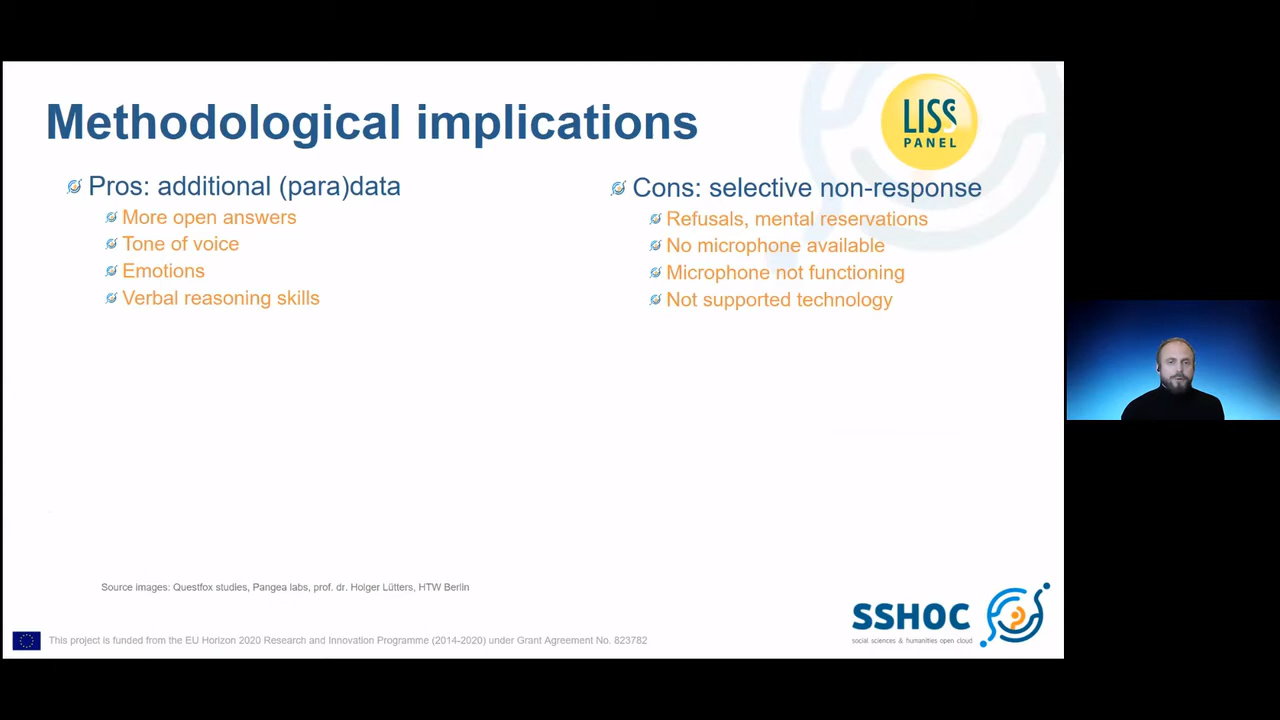 Methodological implications
LISS
PANEL
Pros: additional (para)data
More open answers
Tone of voice
Emotions
Verbal reasoning skills
Cons: selective non-response
Refusals, mental reservations
No microphone available
Microphone not functioning
Not supported technology
Source images: Questfox studies, Pangea labs, prof. dr. Holger Lütters, HTW Berlin
SSHOC
social sciences & humanities open cloud
This project is funded from the EU Horizon 2020 Research and Innovation Programme (2014-2020) under Grant Agreement No. 823782